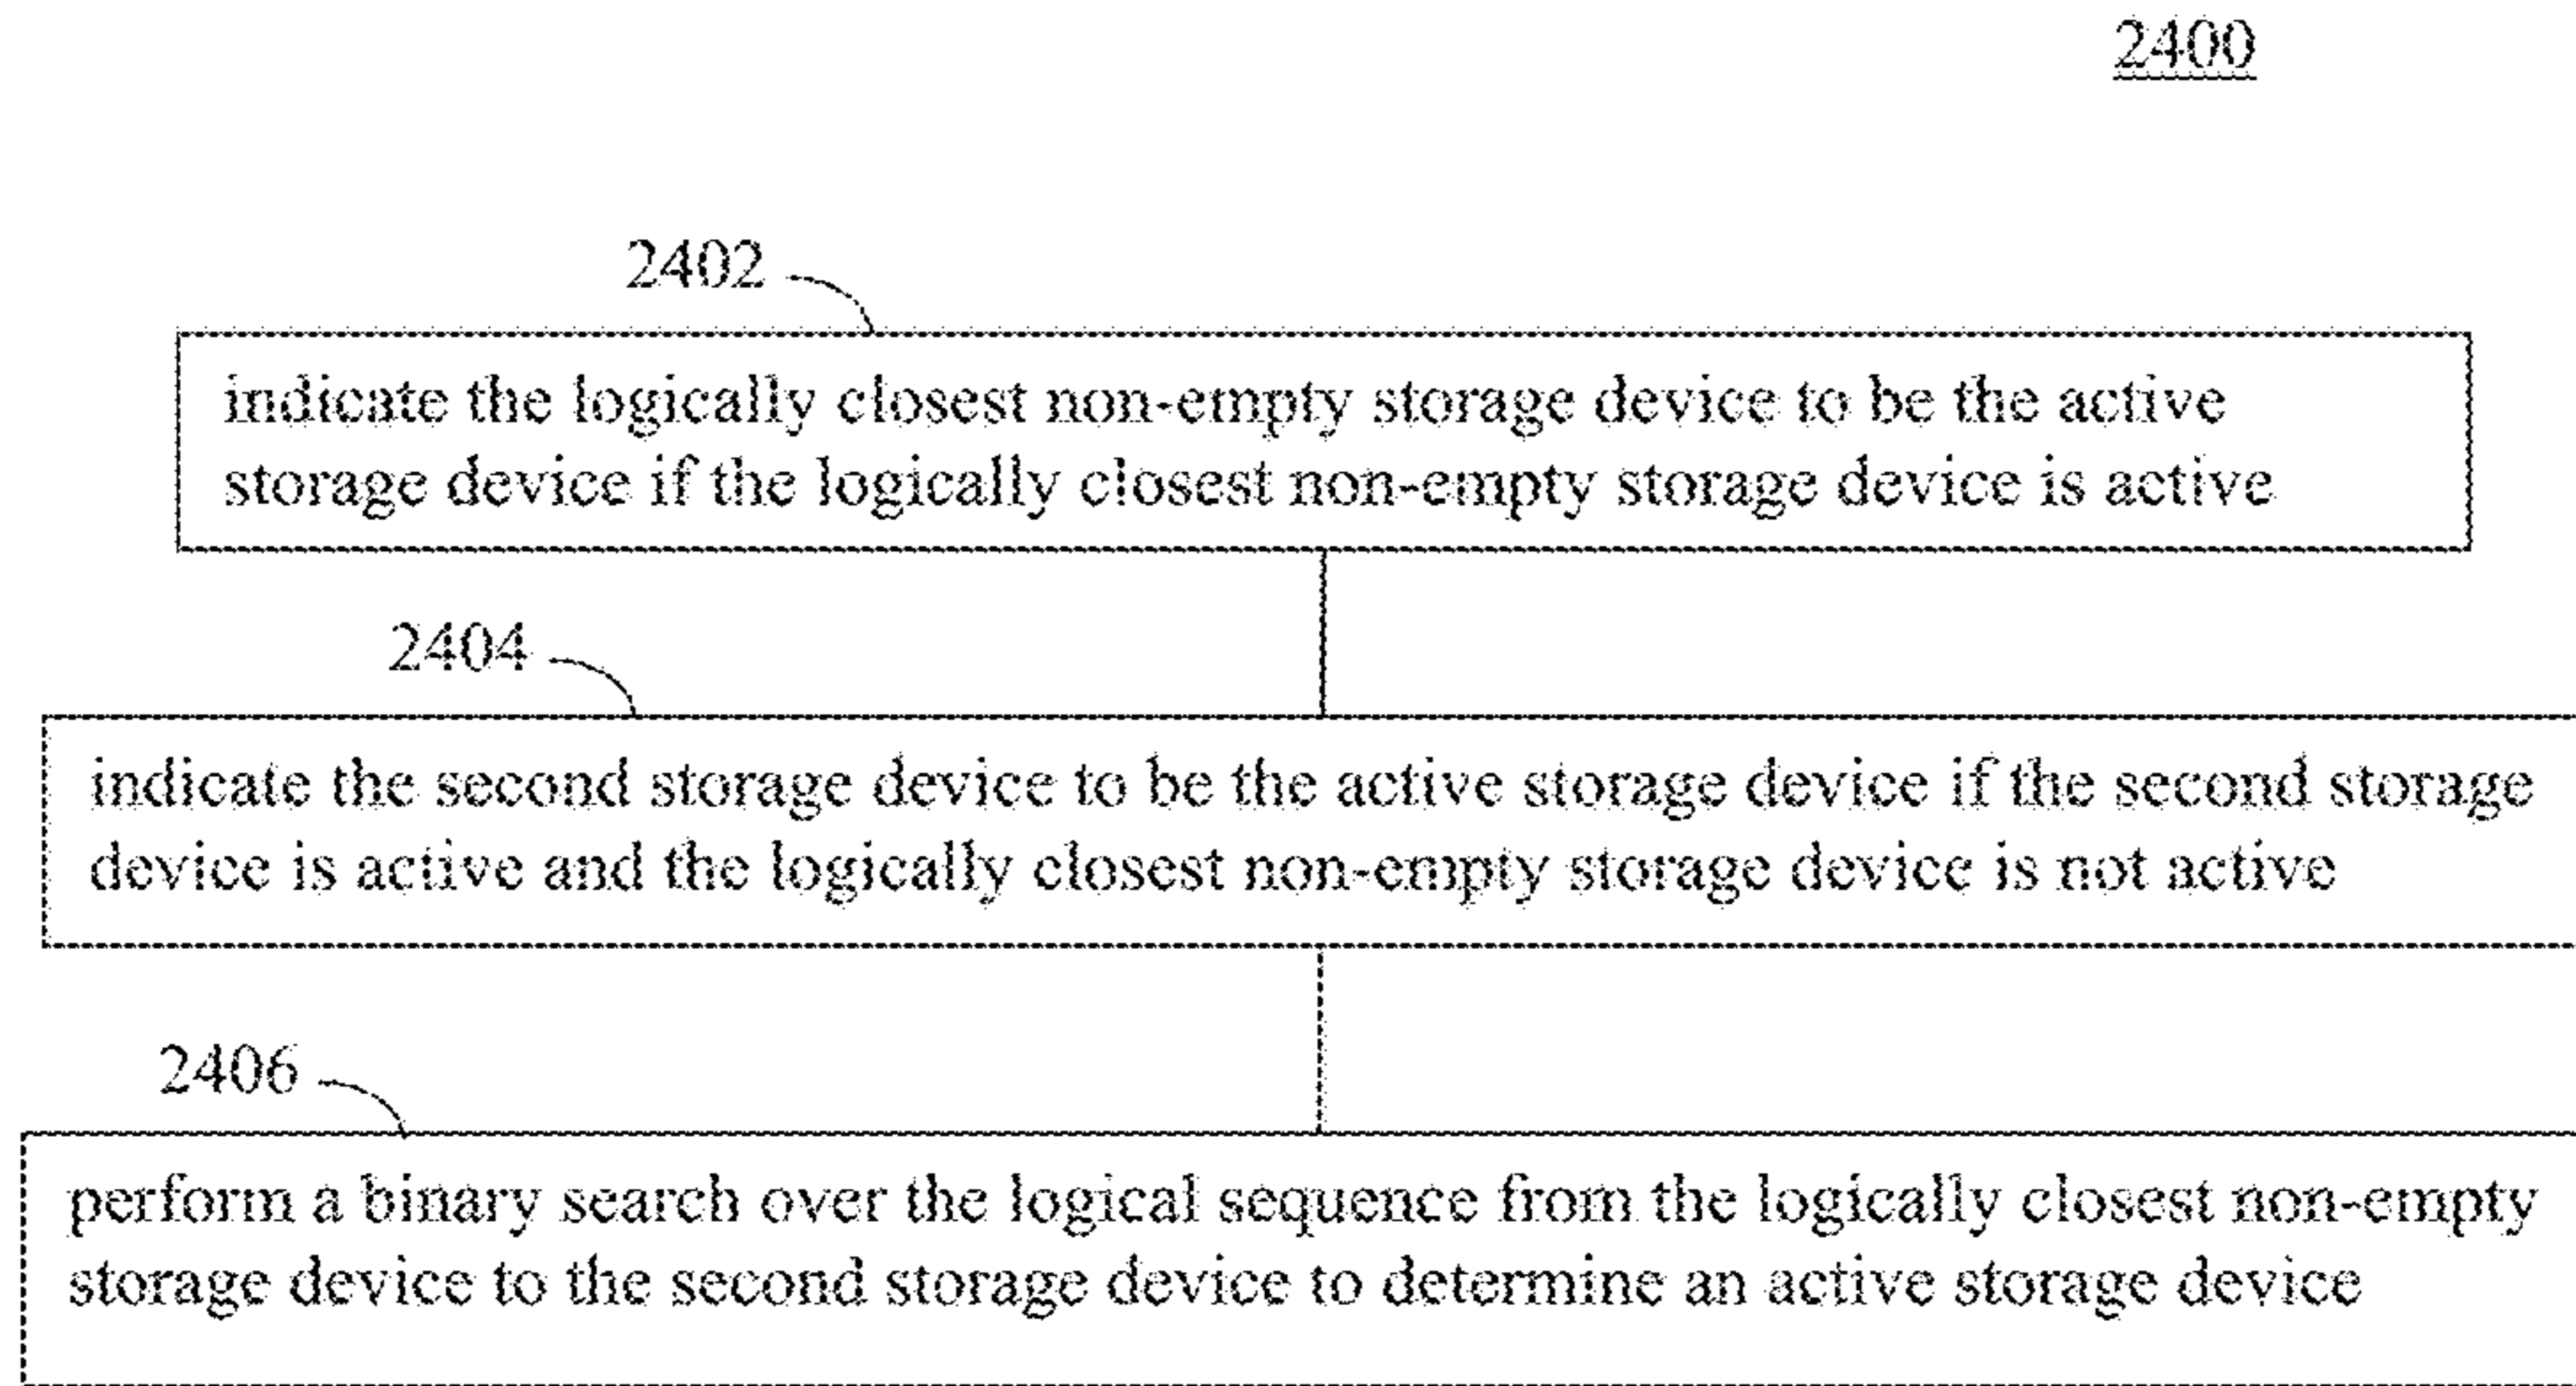 2400
2402
indicate the logically closest non-empty storage device to be the active
storage device if the logically closest non-empty storage device is active
2404
indicate the second storage device to be the active storage device if the second storage
device is active and the logically closest non-empty storage device is not active
2406
perform a binary search over the logical sequence from the logically closest non-empty
storage device to the second storage device to determine an active storage device